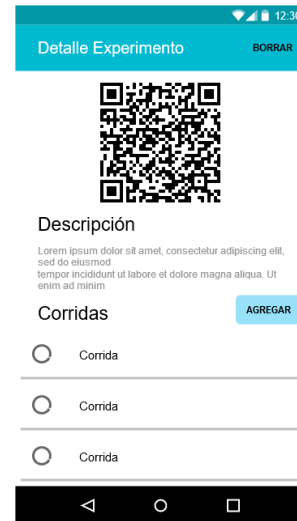 12:30
Detalle Experimento BORRAR
Descripción
Lorem ipsum dolor sit amet, consectetur adipiscing elit,
sed do eiusmod
tempor incididunt ut labore et dolore magna aliqua. Ut
enim ad minim
Corridas AGREGAR
Corrida
Corrida
Corrida